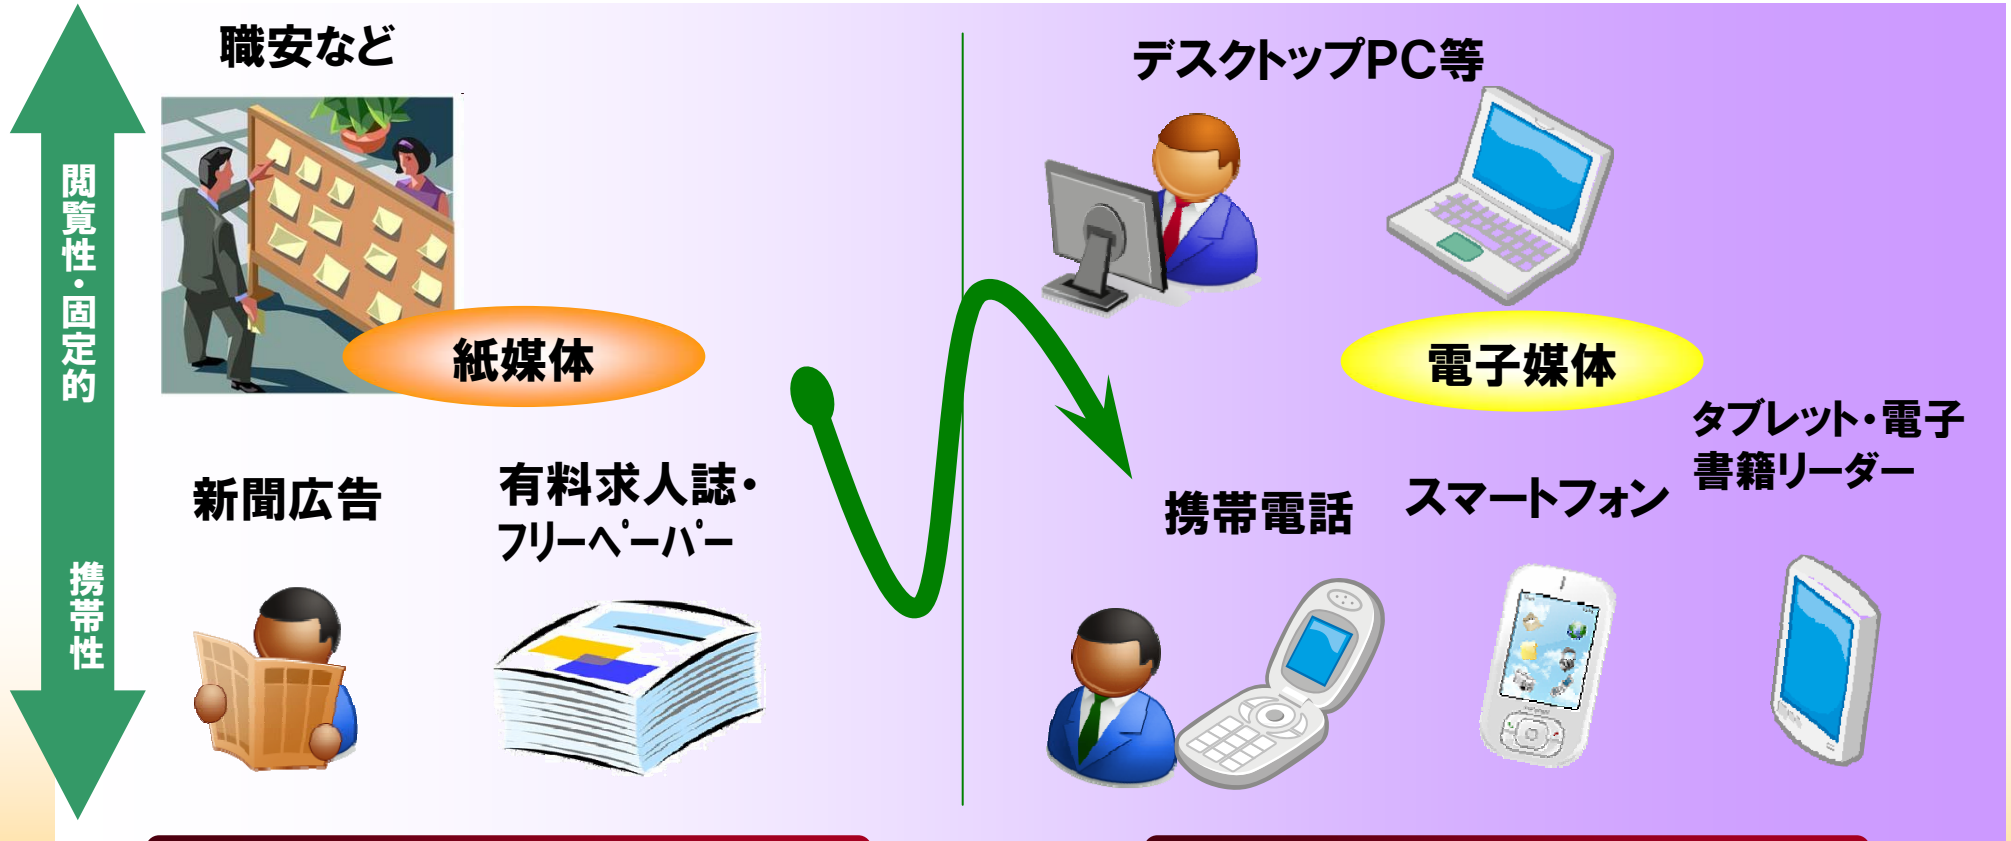 職安など
デスクトップPC等
閲覧性・固定的
紙媒体
電子媒体
タブレット・電子
書籍リーダー
新聞広告
有料求人誌・
フリーペーパー
携帯電話
スマートフォン
携帯性